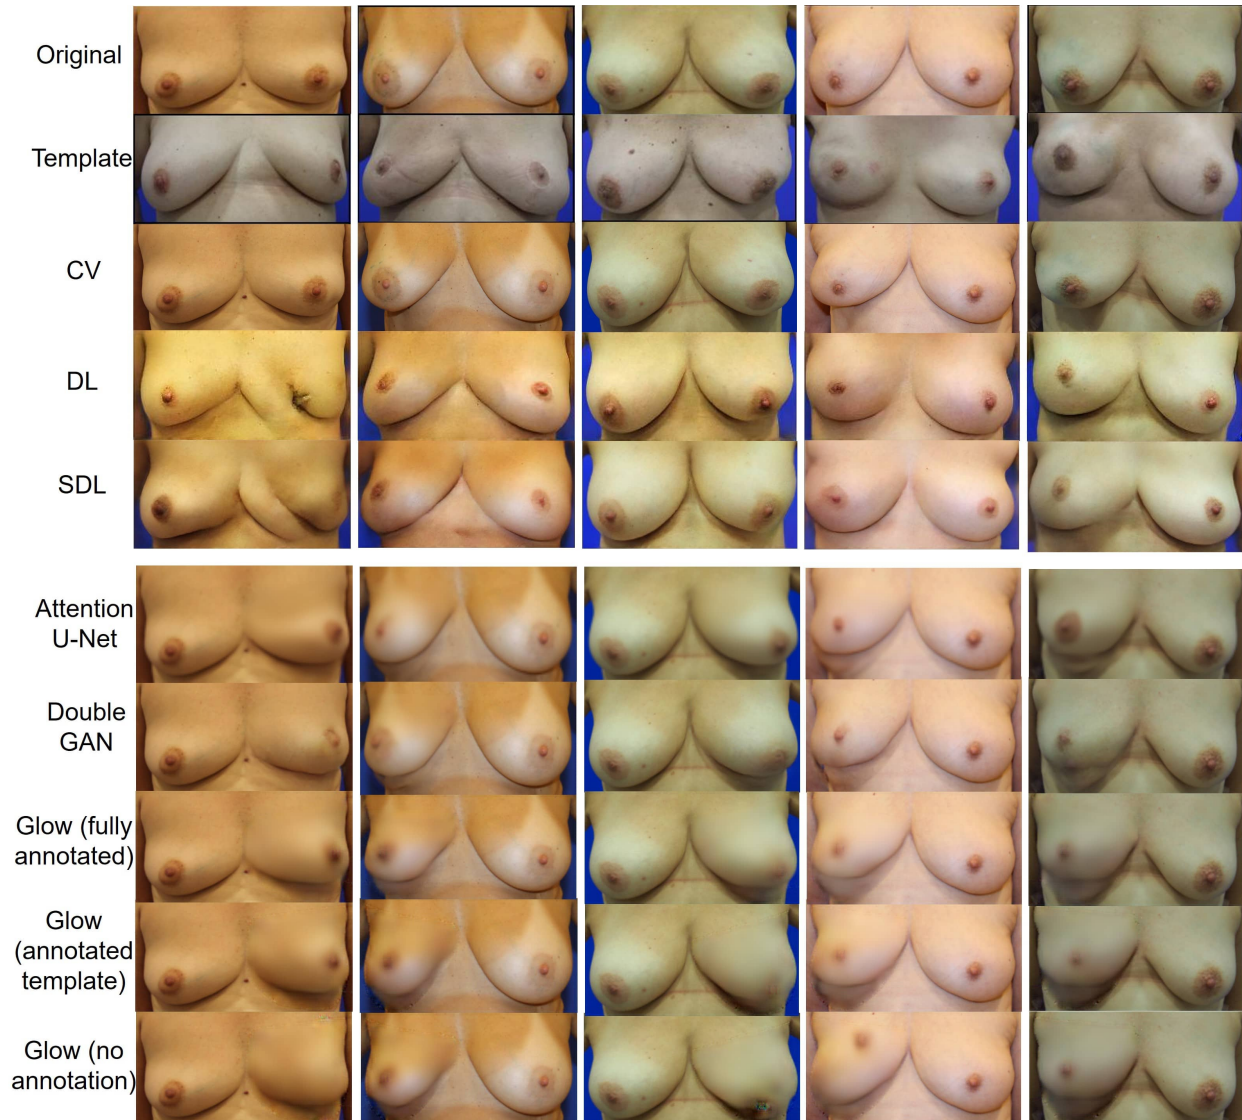 Original
Template
CV
DL
SDL
Attention
U-Net
Double
GAN
Glow (fully
annotated)
Glow
(annotated
template)
Glow (no
annotation)